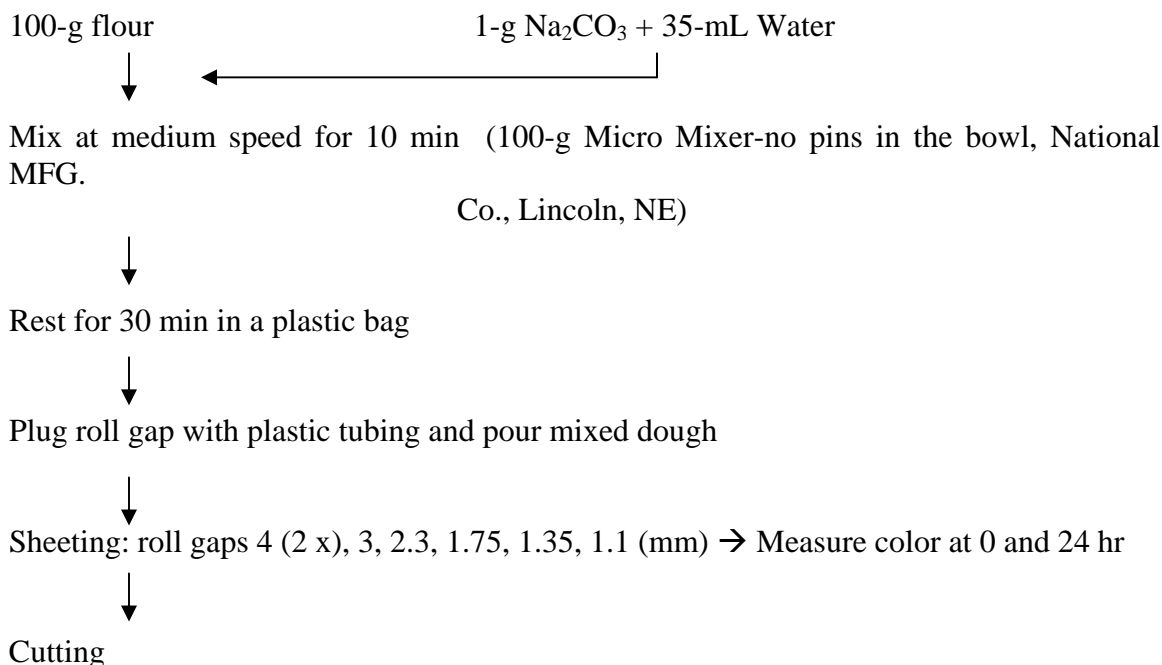 100-g flour 1-g Na₂CO₃ + 35-mL Water
Mix at medium speed for 10 min (100-g Micro Mixer-no pins in the bowl, National
MFG.
Co., Lincoln, NE)
Rest for 30 min in a plastic bag
Plug roll gap with plastic tubing and pour mixed dough
Sheeting: roll gaps 4 (2 x), 3, 2.3, 1.75, 1.35, 1.1 (mm) → Measure color at 0 and 24 hr
Cutting